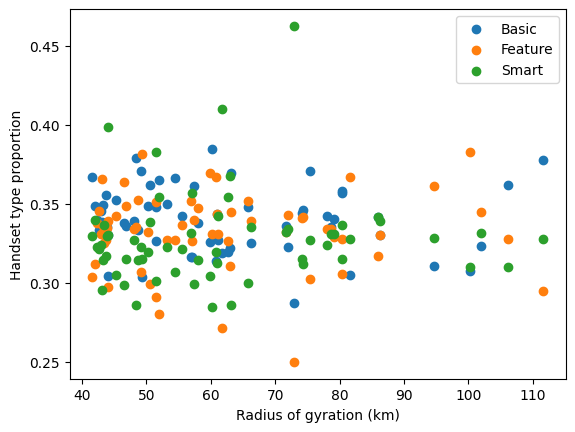 Basic
Feature
Smart
0.45
0.40
0.35
0.30
0.25
Handset type proportion
40 50 60 70 80 90 100 110
Radius of gyration (km)